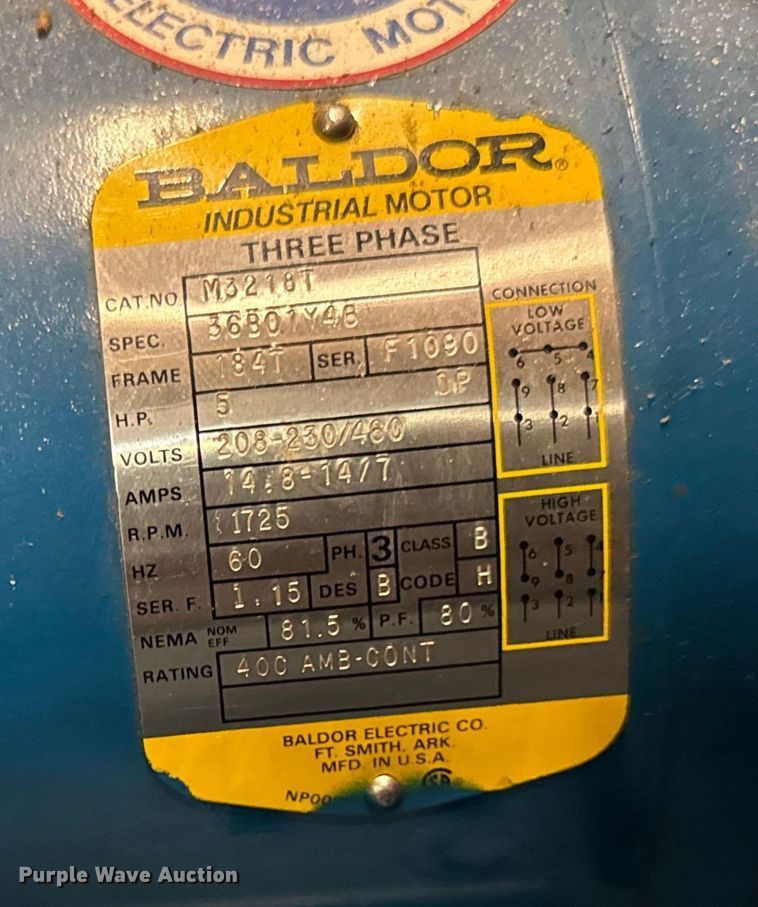 ELECTRIC MOT
BALDOR®
INDUSTRIAL MOTOR
THREE PHASE
CAT.NO. M3218T
SPEC. 36B01Y48
FRAME 184T SER. F1090
H.P. 5 DP
VOLTS 208-230/460
AMPS 14.8-14/7
R.P.M. 1725
HZ 60 PH. 3 CLASS B
SER. F. 1.15 DES B CODE H
NEMA NOM EFF. 81.5 % P.F. 80 %
RATING 40C AMB-CONT
CONNECTION
LOW
VOLTAGE
6 5 4
9 8 7
3 2 1
LINE
HIGH
VOLTAGE
6 5 4
9 8 7
3 2 1
LINE
BALDOR ELECTRIC CO.
FT. SMITH, ARK.
MFD. IN U.S.A.
NP00
Purple Wave Auction